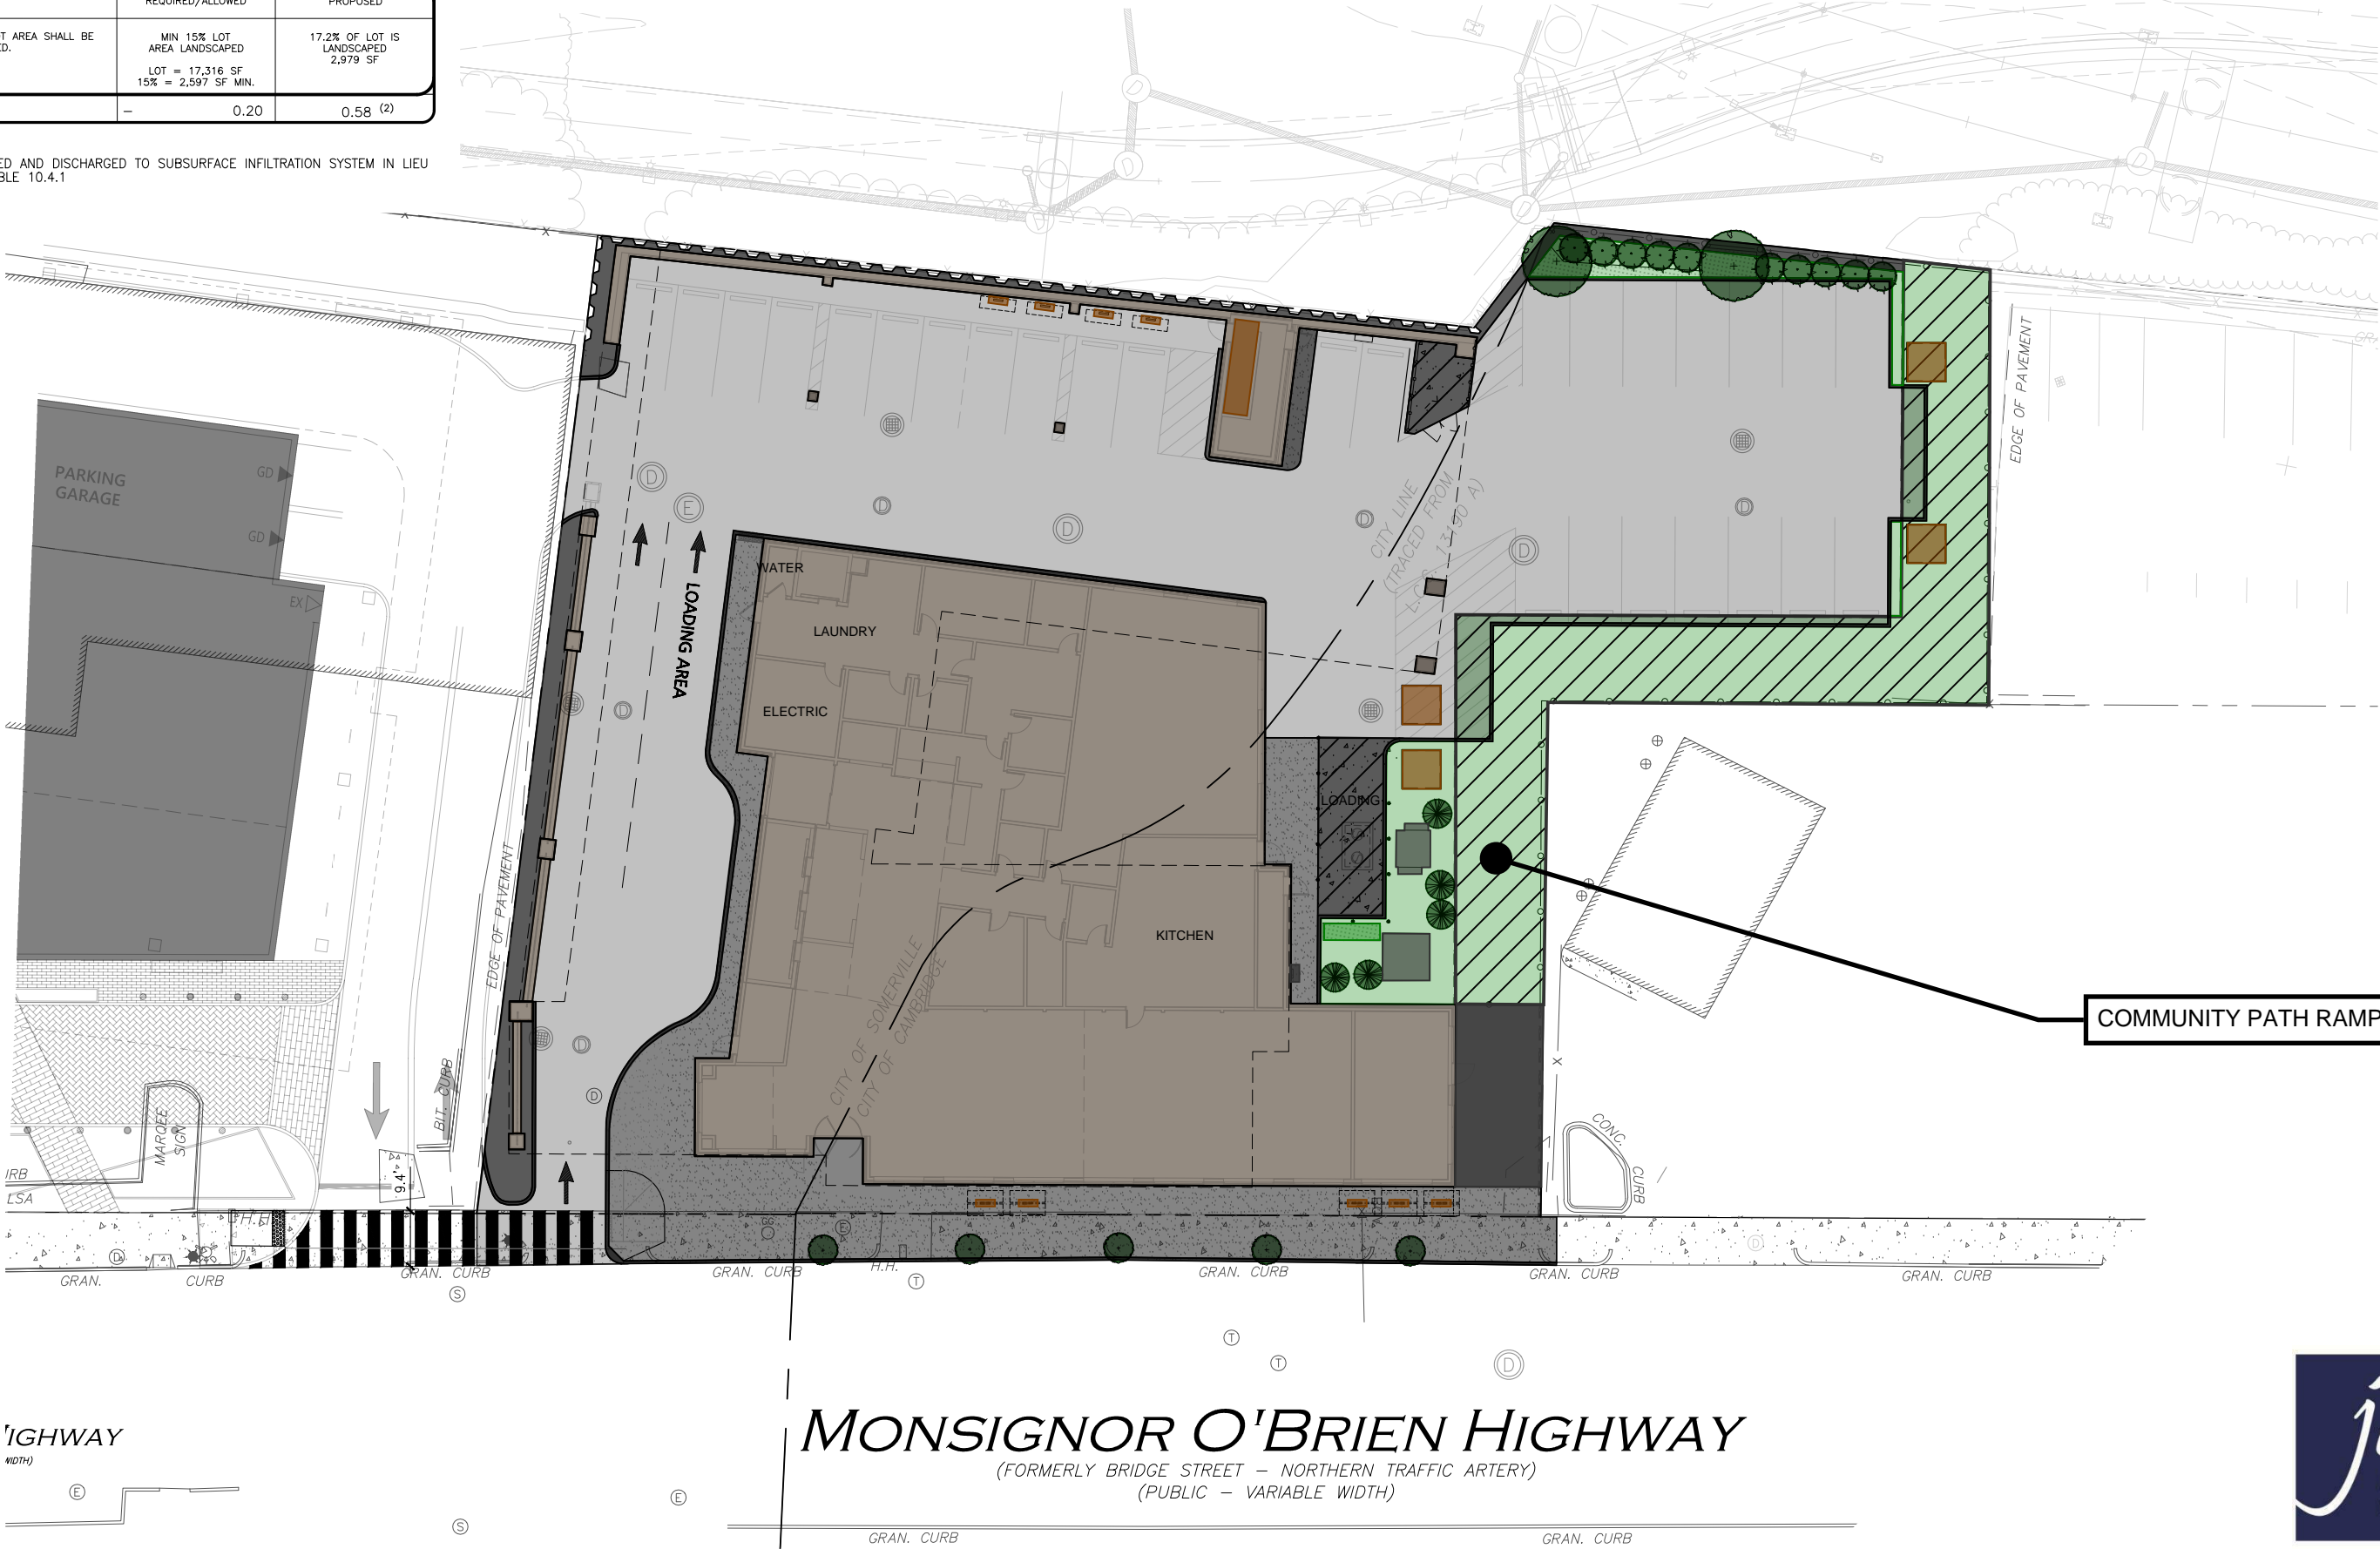 REQUIRED/ALLOWED
PROPOSED
T AREA SHALL BE
ED.
MIN 15% LOT
AREA LANDSCAPED
LOT = 17,316 SF
15% = 2,597 SF MIN.
17.2% OF LOT IS
LANDSCAPED
2,979 SF
–
0.20
0.58 (2)
ED AND DISCHARGED TO SUBSURFACE INFILTRATION SYSTEM IN LIEU
BLE 10.4.1
PARKING
GARAGE
GD
GD
EX
D
E
D
D
D
D
D
D
EDGE OF PAVEMENT
CITY LINE
(TRACED FROM
L.C.C. 13190 A)
LOADING AREA
WATER
LAUNDRY
ELECTRIC
LOADING
KITCHEN
EDGE OF PAVEMENT
CITY OF SOMERVILLE
CITY OF CAMBRIDGE
COMMUNITY PATH RAMP
BIT. CURB
MARQEE
SIGN
CONC.
CURB
9.4'
URB
LSA
H.H.
GG
E
D
GRAN.
CURB
GRAN. CURB
GRAN. CURB
H.H.
GRAN. CURB
GRAN. CURB
GRAN. CURB
S
T
T
T
D
MONSIGNOR O'BRIEN HIGHWAY
(FORMERLY BRIDGE STREET – NORTHERN TRAFFIC ARTERY)
(PUBLIC – VARIABLE WIDTH)
HIGHWAY
WIDTH)
E
E
S
GRAN. CURB
GRAN. CURB